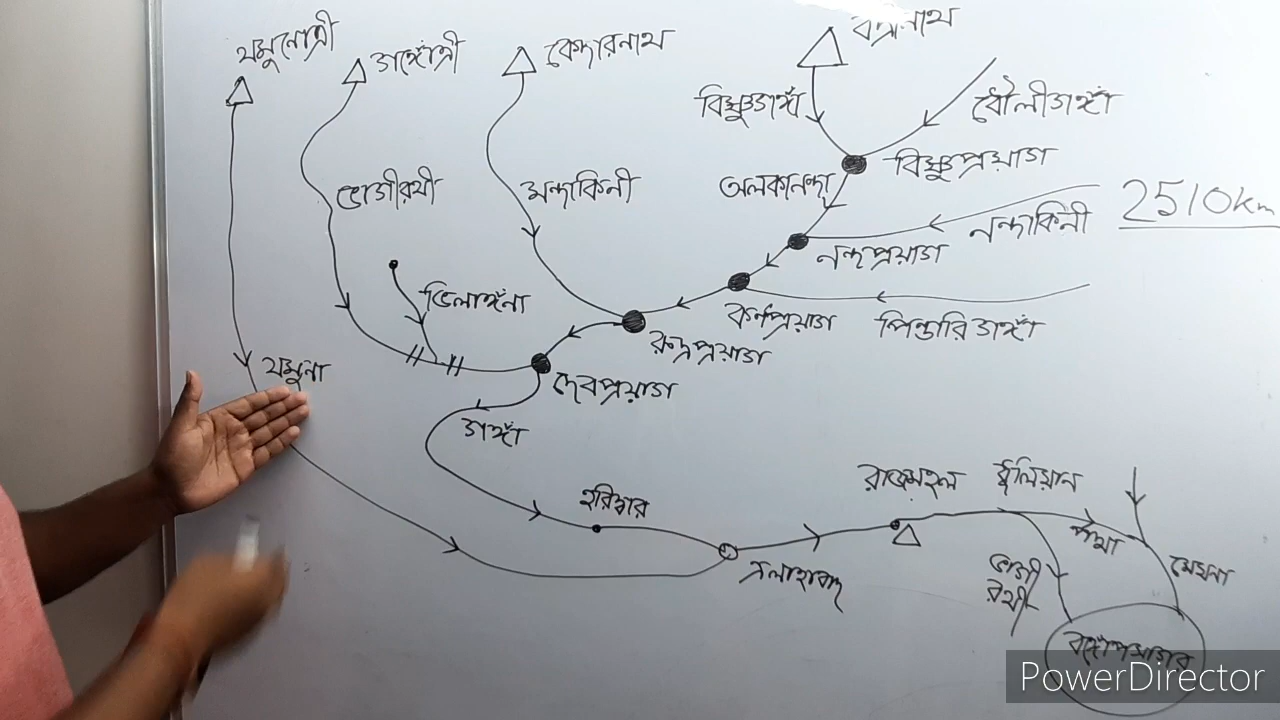 যমুনোত্রী
গঙ্গোত্রী
কেদারনাথ
বদ্রীনাথ
বিষ্ণুগঙ্গাঁ
ধৌলীগঙ্গাঁ
বিষ্ণুপ্রয়াগ
অলকানন্দা
ভাগীরথী
মন্দাকিনী
নন্দাকিনী
2510km
নন্দপ্রয়াগ
ভিলাঙ্গনা
কর্ণপ্রয়াগ
পিন্ডারি গঙ্গাঁ
রুদ্রপ্রয়াগ
যমুনা
দেবপ্রয়াগ
গঙ্গাঁ
হরিদ্বার
রাজমহল
ধুলিয়ান
এলাহাবাদ
পদ্মা
মেঘনা
ভাগী
রথী
বঙ্গোপসাগর
PowerDirector